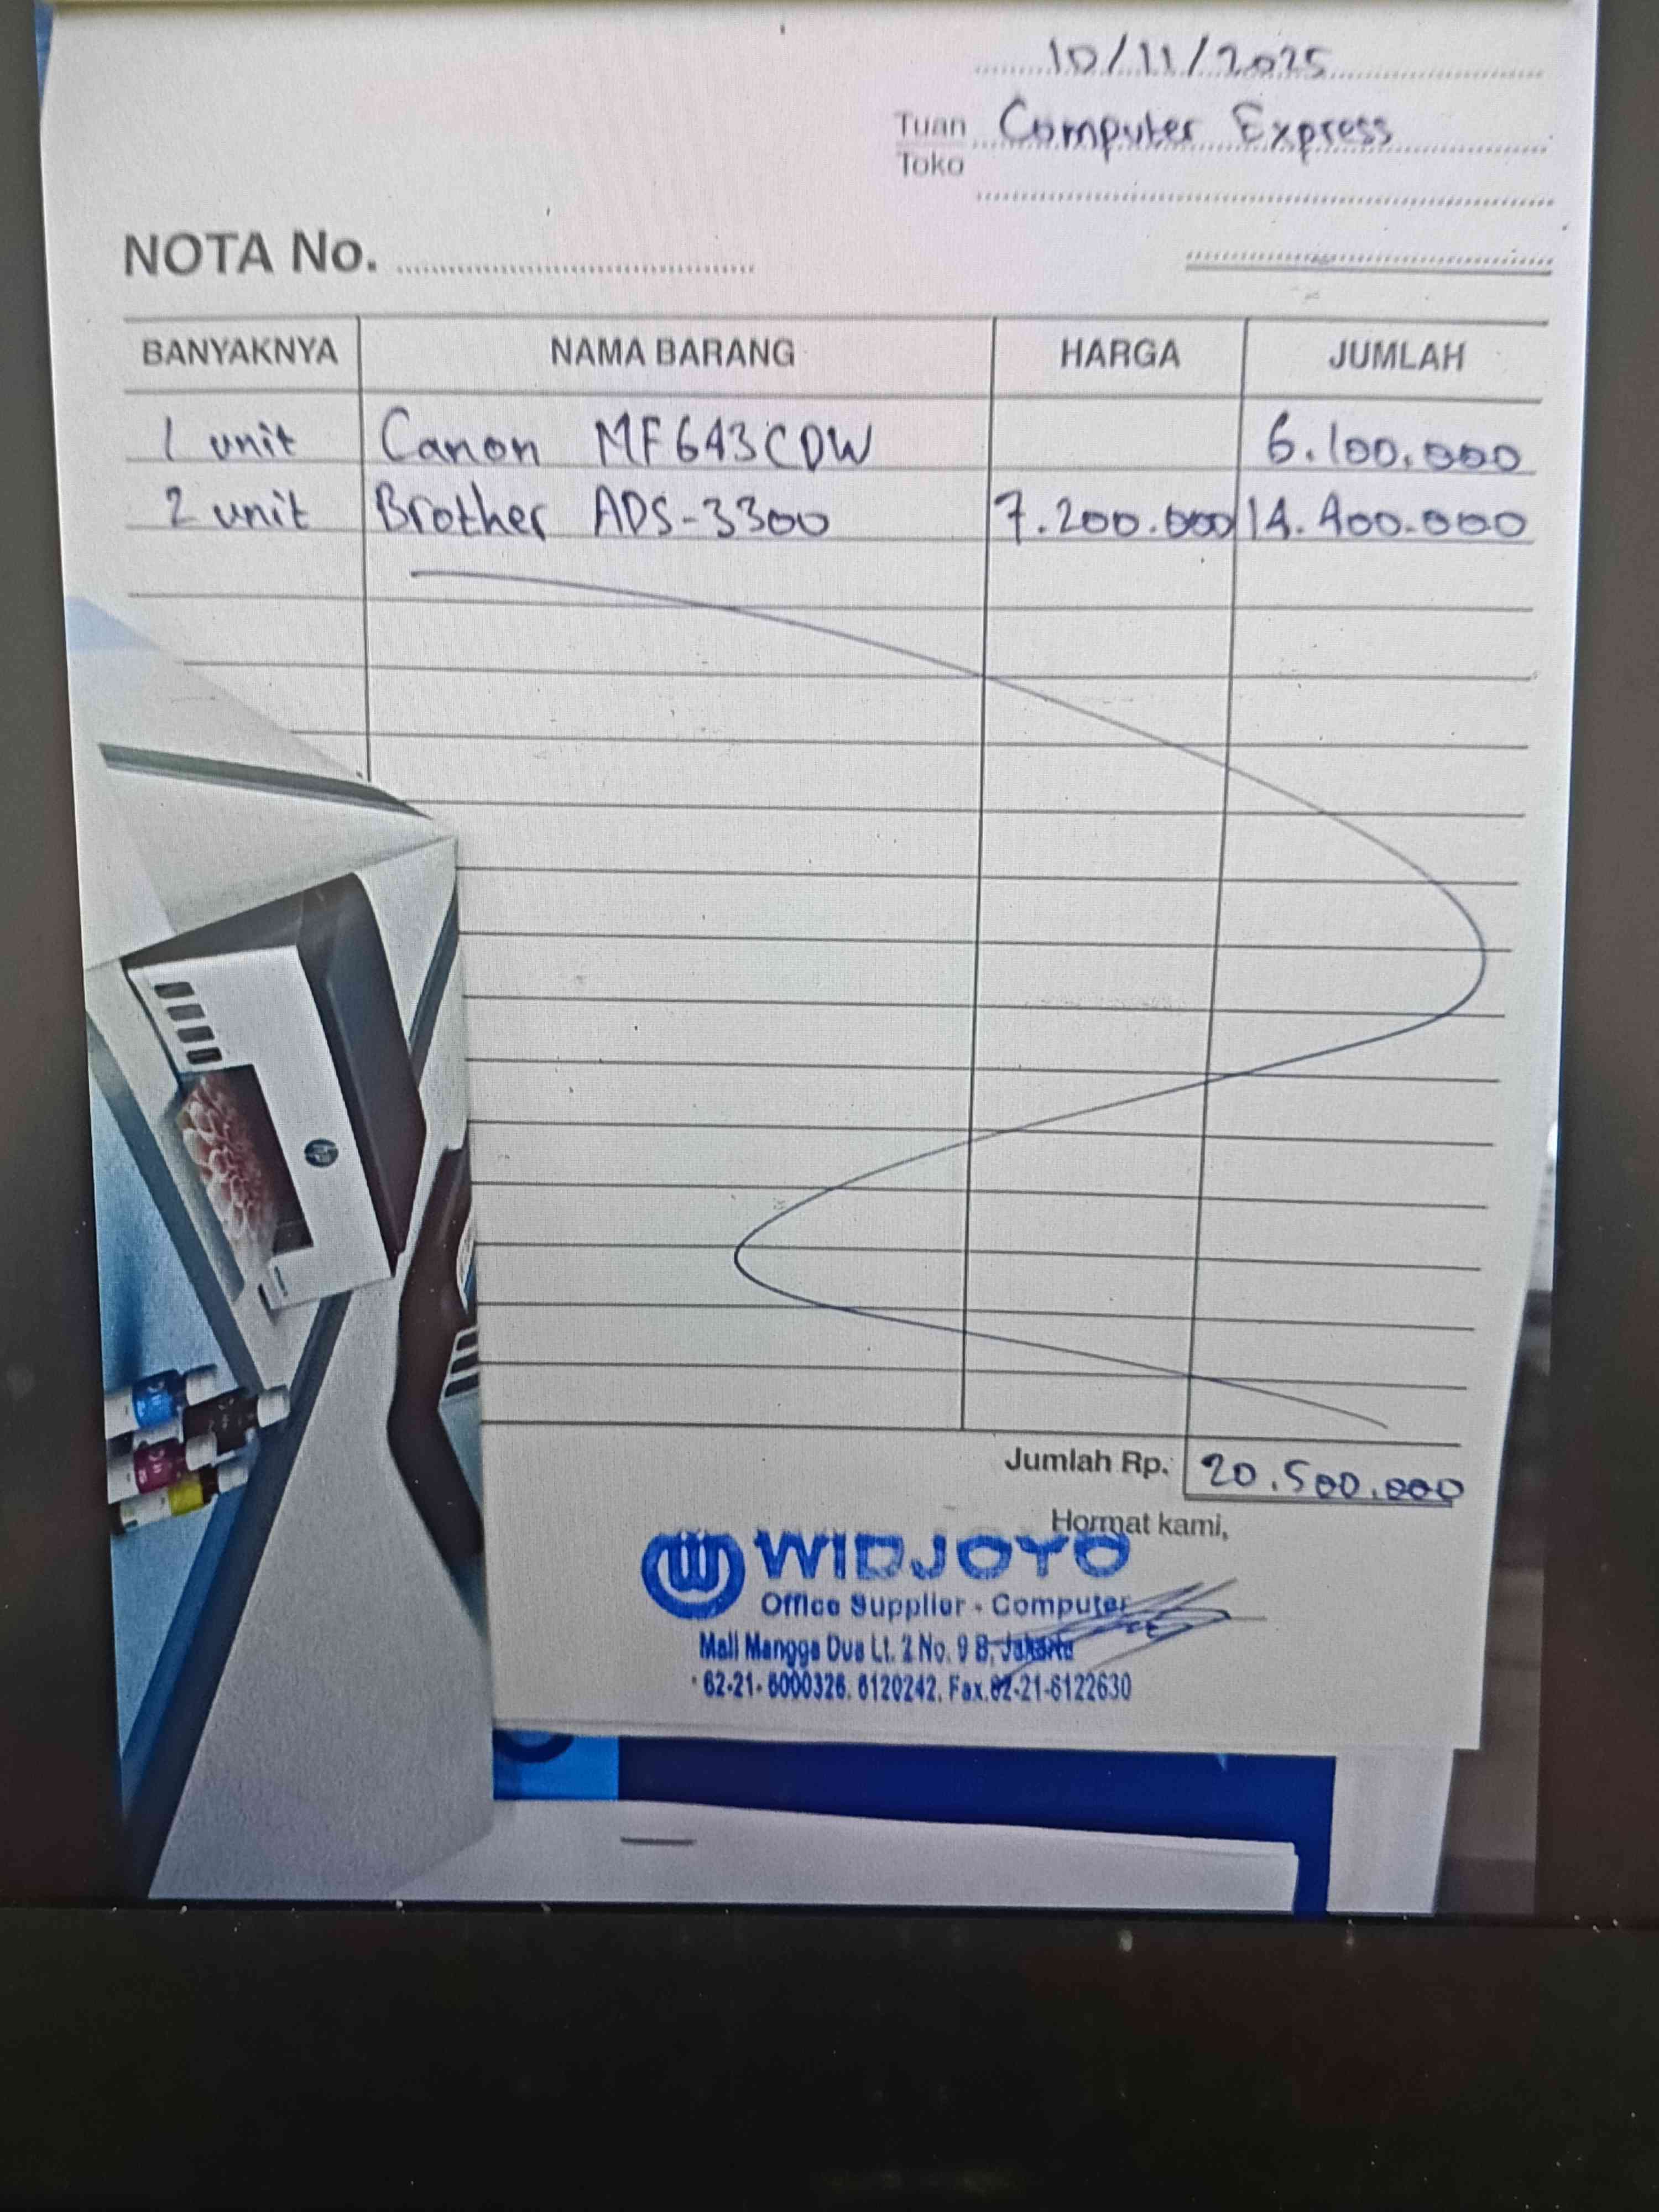 10/11/2025
Tuan Computer Express
Toko
NOTA No.
BANYAKNYA NAMA BARANG HARGA JUMLAH
1 unit Canon MF643CDW 6.100.000
2 unit Brother ADS-3300 7.200.000 14.400.000
Jumlah Rp. 20.500.000
Hormat kami,
WIDJOYO
Office Supplier - Computer
Mall Mangga Dua Lt. 2 No. 9 B, Jakarta
62-21- 6000326, 6120242, Fax.62-21-6122630